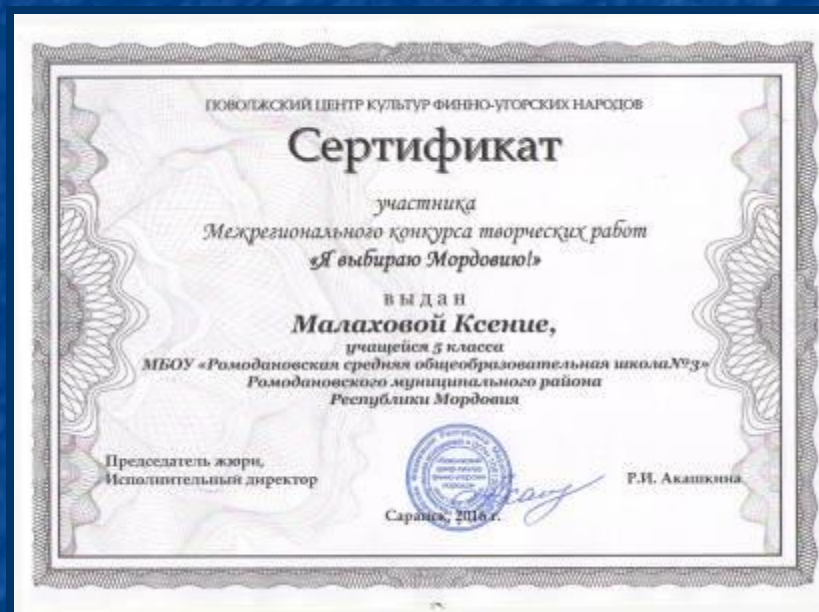 ПОВОЛЖСКИЙ ЦЕНТР КУЛЬТУР ФИННО-УГОРСКИХ НАРОДОВ
Сертификат
участника
Межрегионального конкурса творческих работ
«Я выбираю Мордовию!»
выдан
Малаховой Ксение,
учащейся 5 класса
МБОУ «Ромодановская средняя общеобразовательная школа№3»
Ромодановского муниципального района
Республики Мордовия
Председатель жюри,
Исполнительный директор
Р.И. Акашкина
Саранск, 2016 г.